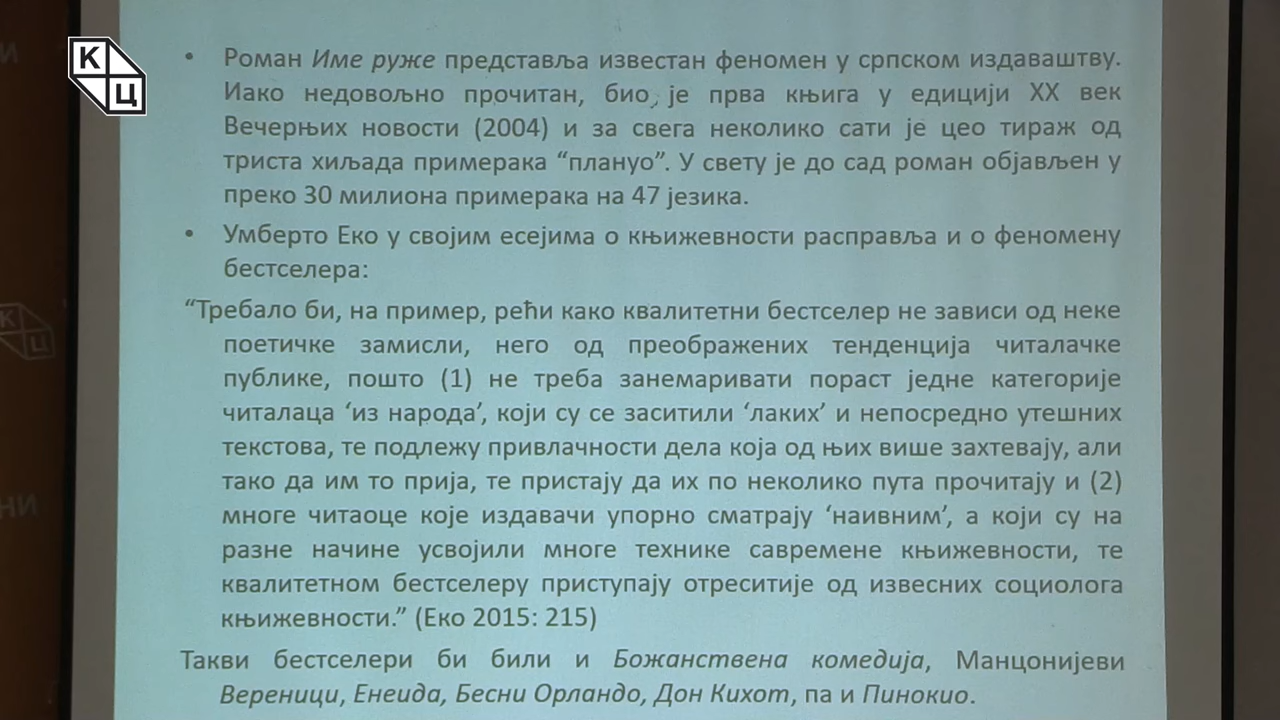 К
Ц
• Роман Име руже представља известан феномен у српском издаваштву.
Иако недовољно прочитан, био је прва књига у едицији XX век
Вечерњих новости (2004) и за свега неколико сати је цео тираж од
триста хиљада примерака “плануо”. У свету је до сад роман објављен у
преко 30 милиона примерака на 47 језика.
• Умберто Еко у својим есејима о књижевности расправља и о феномену
бестселера:
“Требало би, на пример, рећи како квалитетни бестселер не зависи од неке
поетичке замисли, него од преображених тенденција читалачке
публике, пошто (1) не треба занемаривати пораст једне категорије
читалаца ‘из народа’, који су се заситили ‘лаких’ и непосредно утешних
текстова, те подлежу привлачности дела која од њих више захтевају, али
тако да им то прија, те пристају да их по неколико пута прочитају и (2)
многе читаоце које издавачи упорно сматрају ‘наивним’, а који су на
разне начине усвојили многе технике савремене књижевности, те
квалитетном бестселеру приступају отреситије од извесних социолога
књижевности.” (Еко 2015: 215)
Такви бестселери би били и Божанствена комедија, Манцонијеви
Вереници, Енеида, Бесни Орландо, Дон Кихот, па и Пинокио.
К
Ц